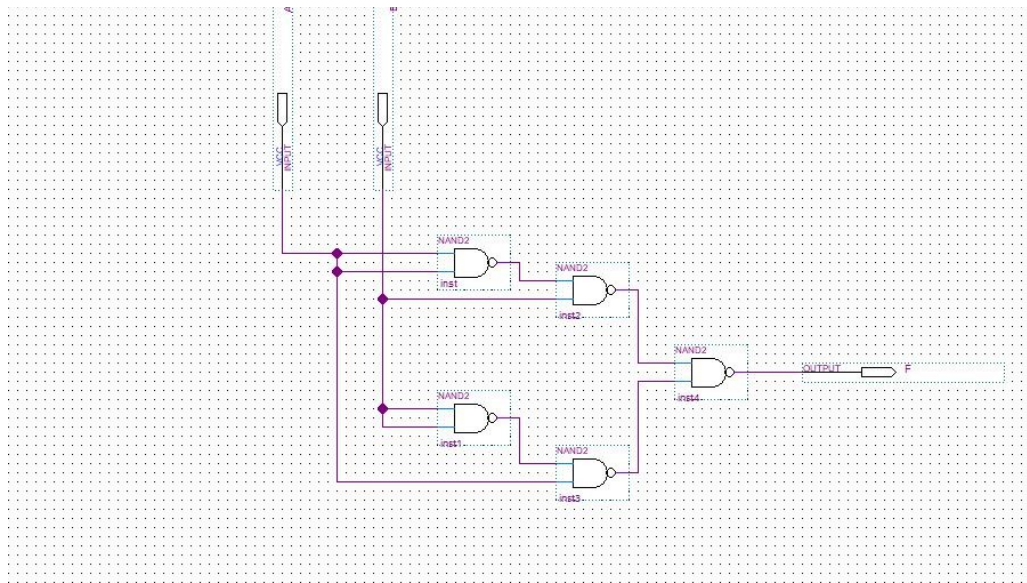 A
VCC
INPUT
VCC
INPUT
NAND2
inst
NAND2
inst2
NAND2
inst4
OUTPUT
F
NAND2
inst1
NAND2
inst3